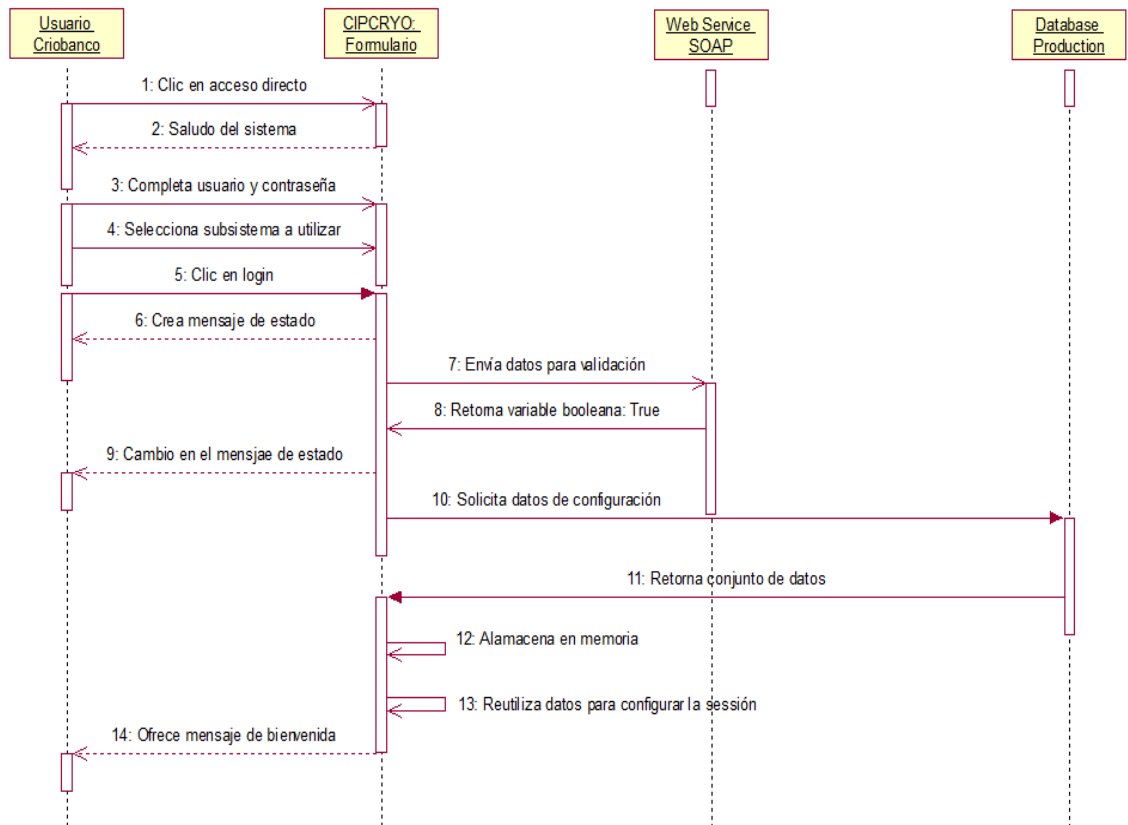 Usuario
Criobanco
CIPCRYO:
Formulario
Web Service
SOAP
Database
Production
1: Clic en acceso directo
2: Saludo del sistema
3: Completa usuario y contraseña
4: Selecciona subsistema a utilizar
5: Clic en login
6: Crea mensaje de estado
7: Envía datos para validación
8: Retorna variable booleana: True
9: Cambio en el mensjae de estado
10: Solicita datos de configuración
11: Retorna conjunto de datos
12: Alamacena en memoria
13: Reutiliza datos para configurar la sessión
14: Ofrece mensaje de bienvenida